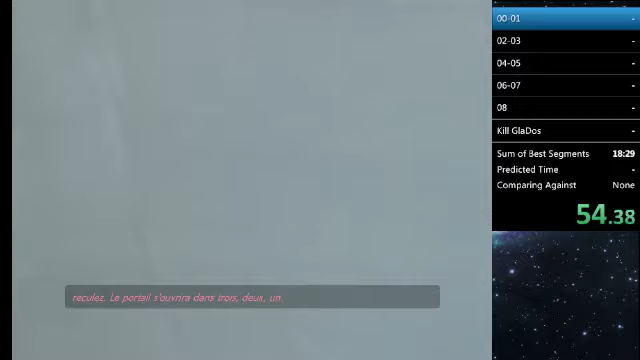 00-01 -
02-03 -
04-05 -
06-07 -
08 -
Kill GlaDos -
Sum of Best Segments 18:29
Predicted Time -
Comparing Against None
54.38
reculez. Le portail s'ouvrira dans trois, deux, un.